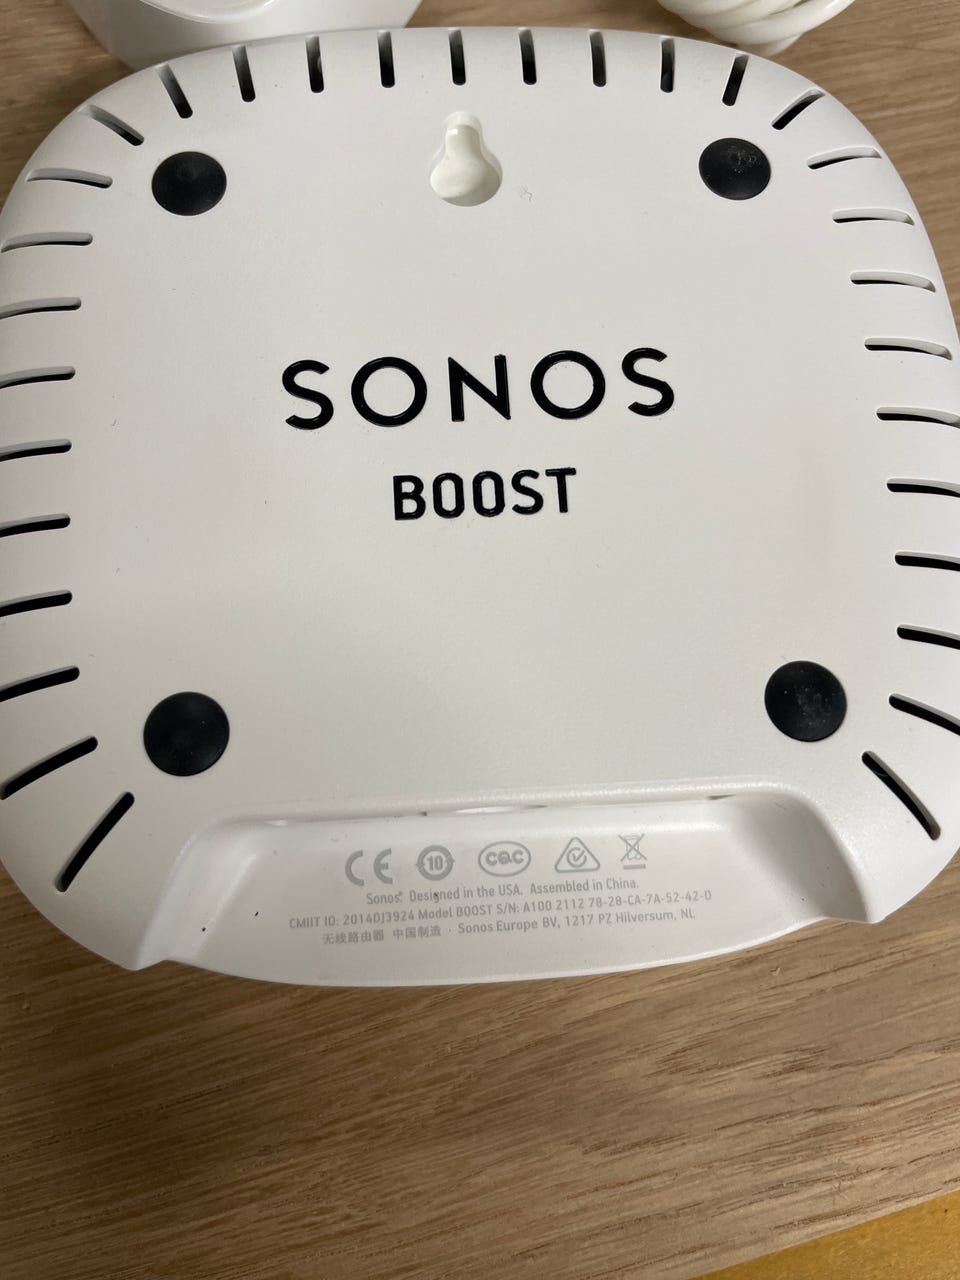 SONOS
BOOST
CE 10 CQC
Sonos® Designed in the USA. Assembled in China.
CMIIT ID: 2014DJ3924 Model BOOST S/N: A100 2112 78-28-CA-7A-52-42-D
无线路由器 中国制造 · Sonos Europe BV, 1217 PZ Hilversum, NL